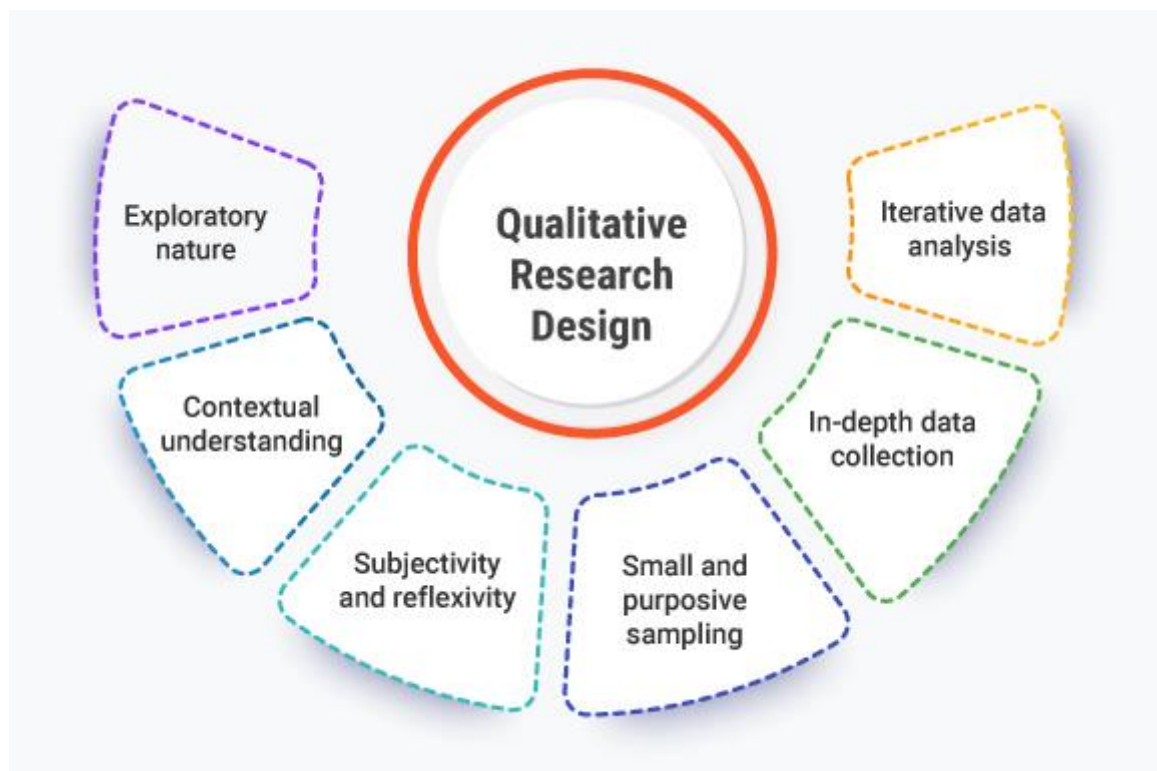 Qualitative
Research
Design
Exploratory
nature
Contextual
understanding
Subjectivity
and reflexivity
Small and
purposive
sampling
In-depth data
collection
Iterative data
analysis